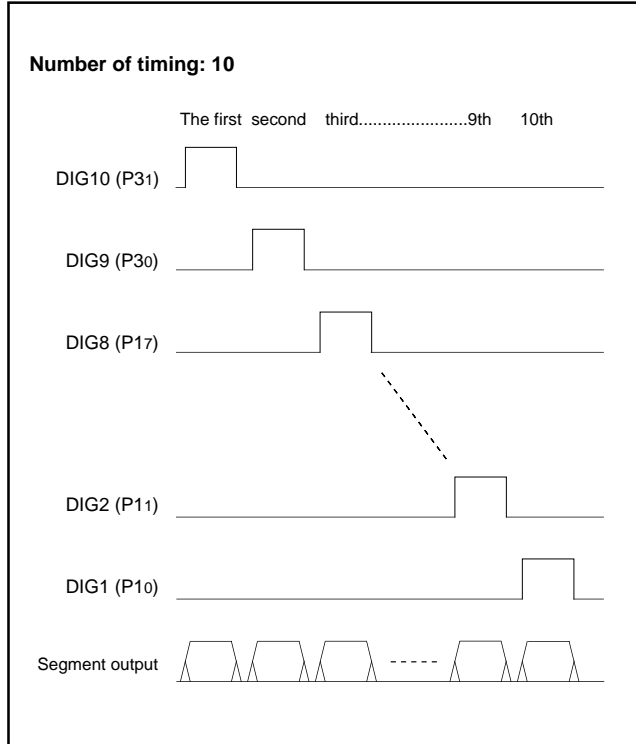 Number of timing: 10
The first second third.......................9th 10th
DIG10 (P31)
DIG9 (P30)
DIG8 (P17)
DIG2 (P11)
DIG1 (P10)
Segment output